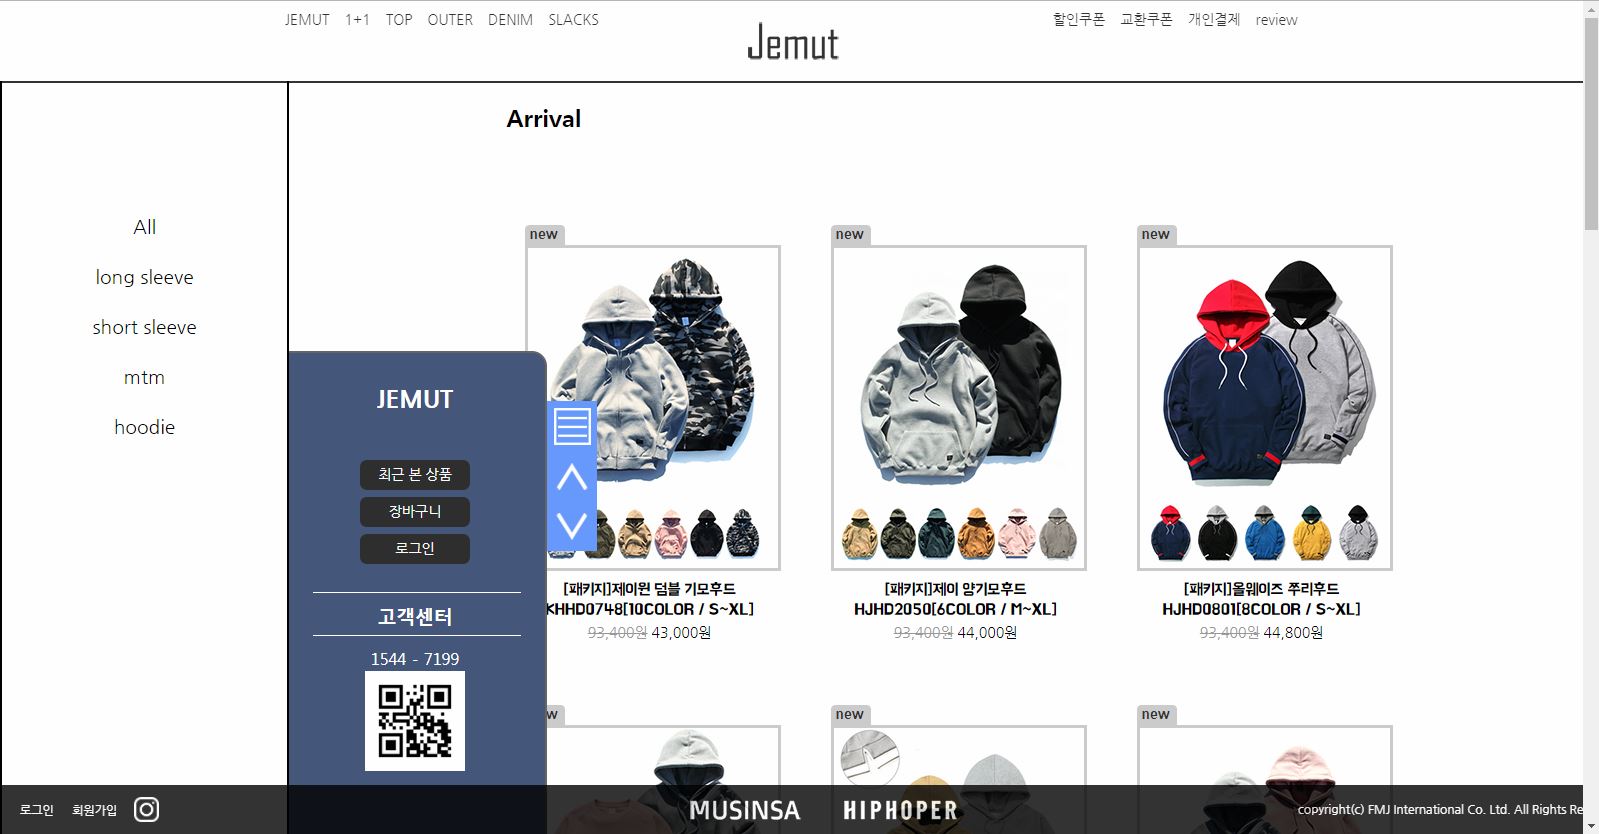 JEMUT 1+1 TOP OUTER DENIM SLACKS
Jemut
할인쿠폰 교환쿠폰 개인결제 review
Arrival
All
long sleeve
short sleeve
mtm
hoodie
JEMUT
최근 본 상품
장바구니
로그인
고객센터
1544 - 7199
new
new
new
[패키지]제이윈 덤블 기모후드
KHHD0748[10COLOR / S~XL]
93,400원 43,000원
[패키지]제이 얌기모후드
HJHD2050[6COLOR / M~XL]
93,400원 44,000원
[패키지]올웨이즈 쭈리후드
HJHD0801[8COLOR / S~XL]
93,400원 44,800원
w
new
new
로그인 회원가입
MUSINSA HIPHOPER
copyright(c) FMJ International Co. Ltd. All Rights Re